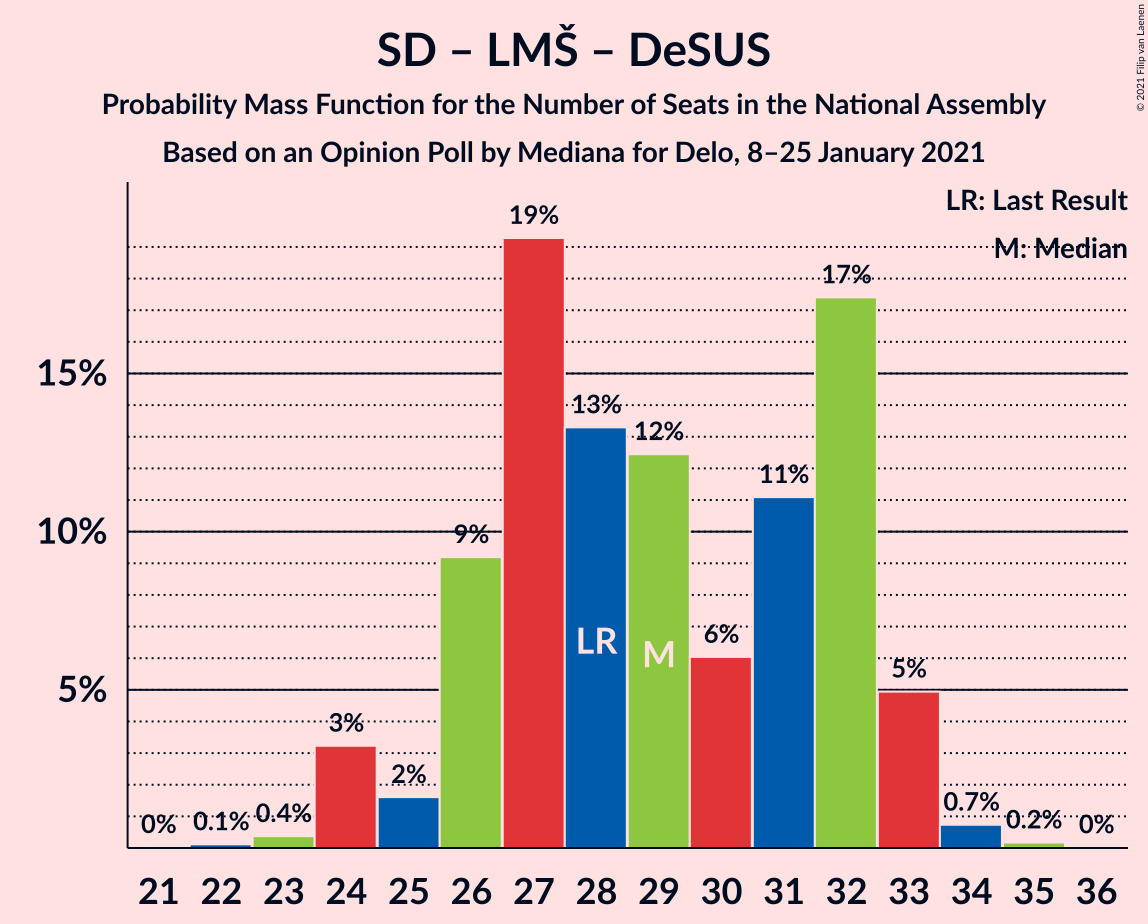 SD – LMŠ – DeSUS
Probability Mass Function for the Number of Seats in the National Assembly
Based on an Opinion Poll by Mediana for Delo, 8–25 January 2021
© 2021 Filip van Laenen
LR: Last Result
M: Median
19%
17%
15%
13%
12%
11%
10%
9%
LR
M
6%
5%
5%
3%
2%
0%
0.1%
0.4%
0.7%
0.2%
0%
21 22 23 24 25 26 27 28 29 30 31 32 33 34 35 36